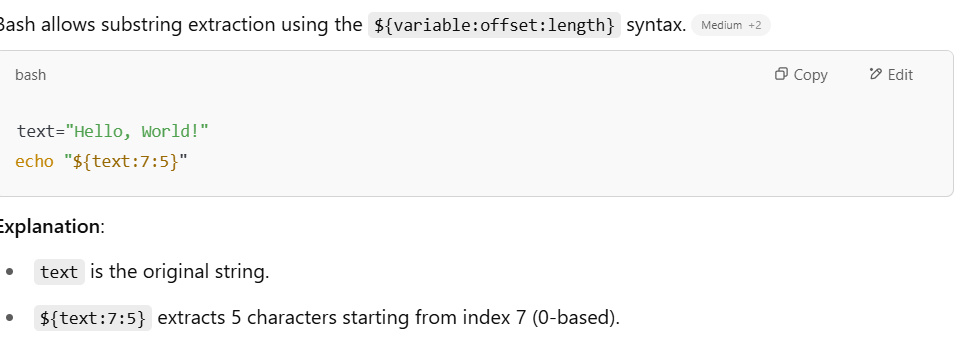 Bash allows substring extraction using the ${variable:offset:length} syntax. Medium +2
bash Copy Edit
text="Hello, World!"
echo "${text:7:5}"
Explanation:
text is the original string.
${text:7:5} extracts 5 characters starting from index 7 (0-based).